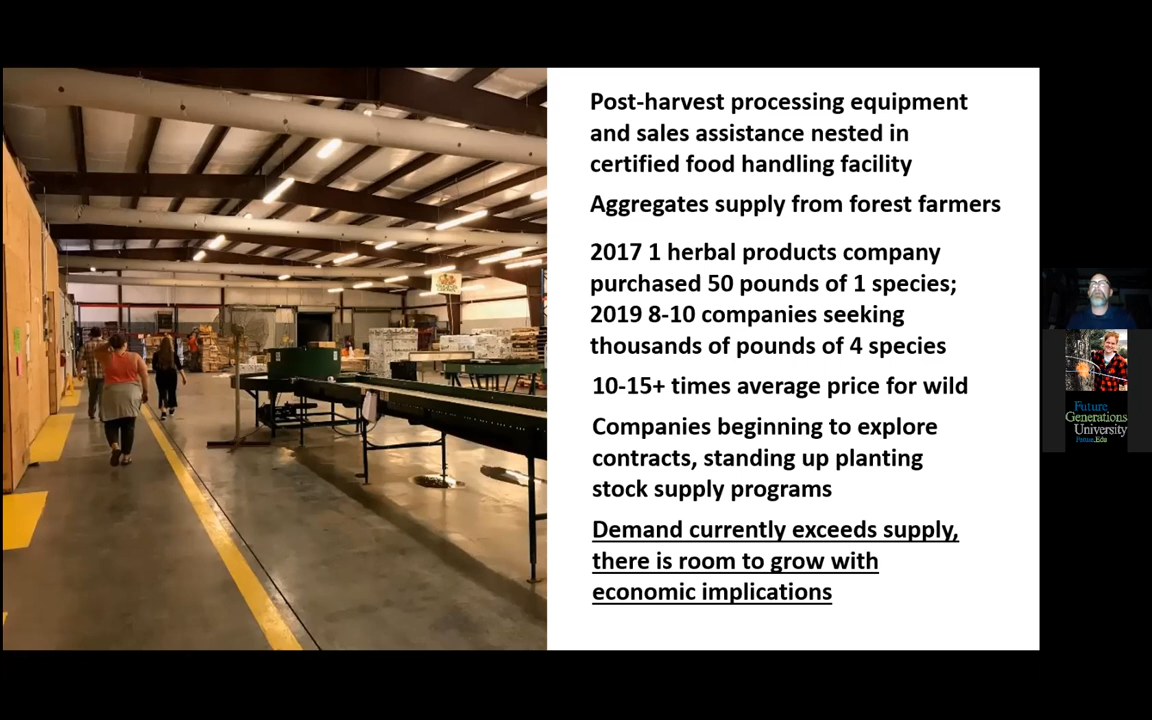 Post-harvest processing equipment
and sales assistance nested in
certified food handling facility
Aggregates supply from forest farmers
2017 1 herbal products company
purchased 50 pounds of 1 species;
2019 8-10 companies seeking
thousands of pounds of 4 species
10-15+ times average price for wild
Companies beginning to explore
contracts, standing up planting
stock supply programs
Demand currently exceeds supply,
there is room to grow with
economic implications
Future
Generations
University